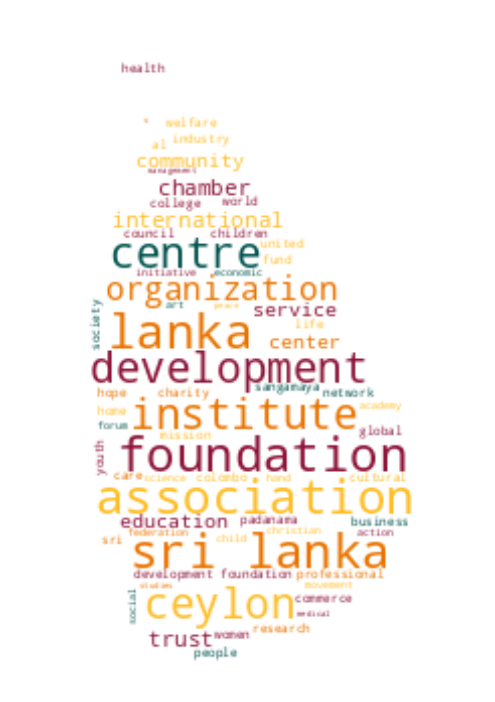 health
welfare
al industry
community
management
chamber
college world
international
council children
centre united
fund
initiative economic
organization
art peace
society service
lanka life
center
development
sangamaya
hope charity network
home institute academy
forum mission global
youth foundation
care science colombo hand cultural
association
education padanama business
sri federation child christian action
sri lanka
development foundation professional
studies movement
social ceylon commerce
medical
trust women research
people